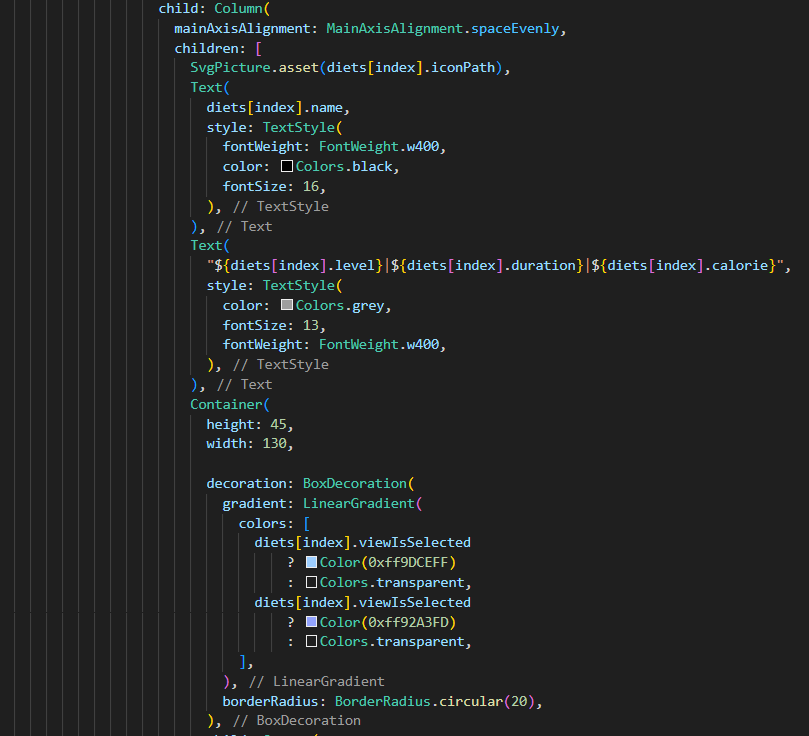 child: Column(
mainAxisAlignment: MainAxisAlignment.spaceEvenly,
children: [
SvgPicture.asset(diets[index].iconPath),
Text(
diets[index].name,
style: TextStyle(
fontWeight: FontWeight.w400,
color: Colors.black,
fontSize: 16,
), // TextStyle
), // Text
Text(
"${diets[index].level}|${diets[index].duration}|${diets[index].calorie}",
style: TextStyle(
color: Colors.grey,
fontSize: 13,
fontWeight: FontWeight.w400,
), // TextStyle
), // Text
Container(
height: 45,
width: 130,
decoration: BoxDecoration(
gradient: LinearGradient(
colors: [
diets[index].viewIsSelected
? Color(0xff9DCEFF)
: Colors.transparent,
diets[index].viewIsSelected
? Color(0xff92A3FD)
: Colors.transparent,
],
), // LinearGradient
borderRadius: BorderRadius.circular(20),
), // BoxDecoration